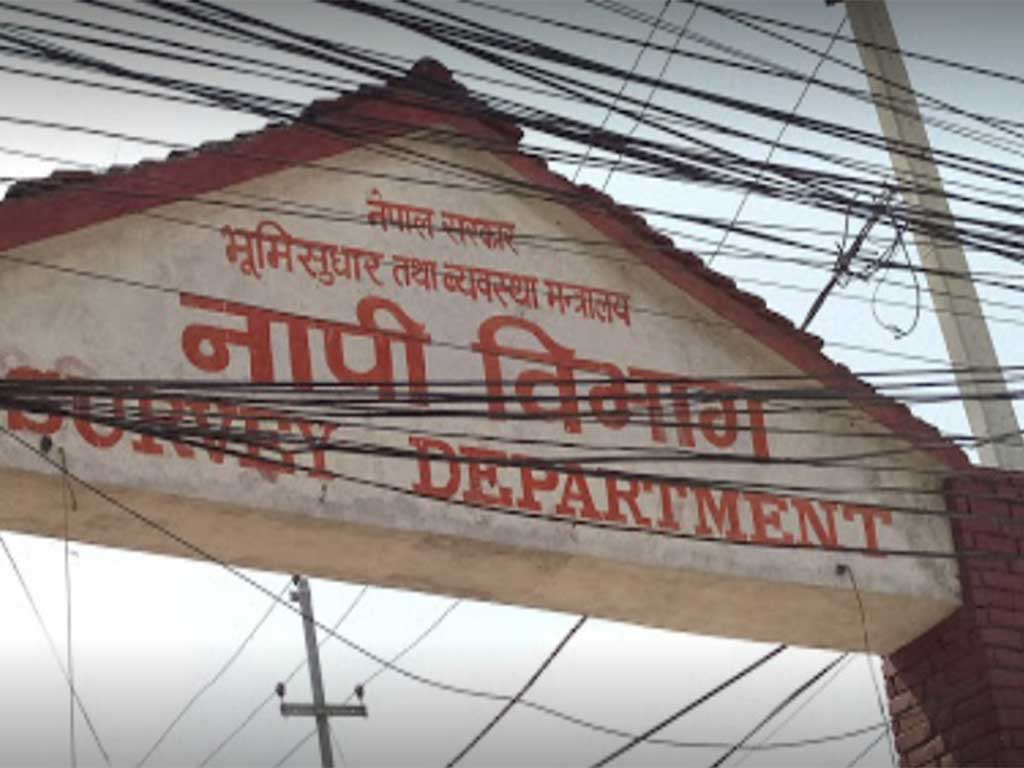 नेपाल सरकार
भूमिसुधार तथा व्यवस्था मन्त्रालय
नापी विभाग
SURVEY DEPARTMENT